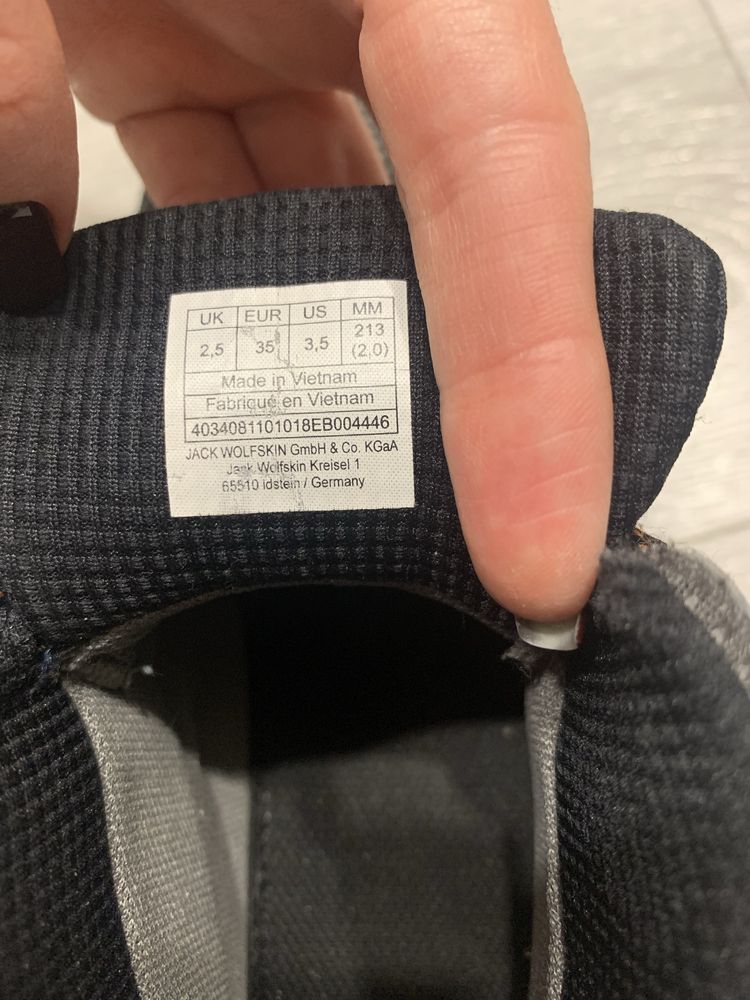 UK EUR US MM
2,5 35 3,5 213 (2,0)
Made in Vietnam
Fabriqué en Vietnam
4034081101018EB004446
JACK WOLFSKIN GmbH & Co. KGaA
Jack Wolfskin Kreisel 1
65510 idstein / Germany